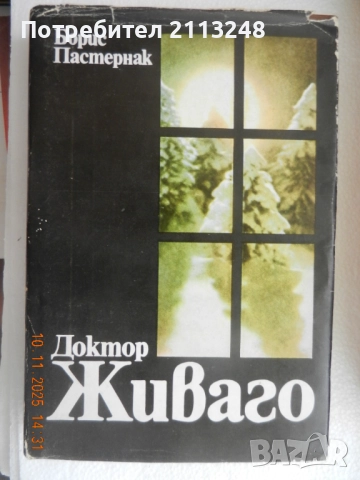 Потребител 2113248
Борис
Пастернак
Доктор
Живаго
10.11.2025 14:31
BAZAR